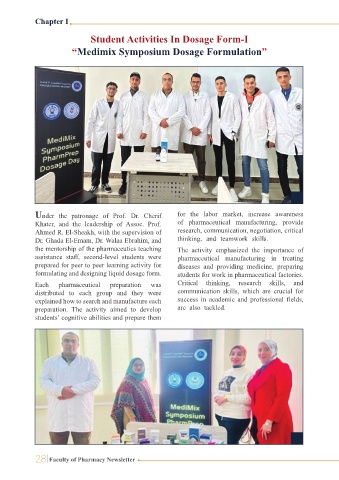 Chapter I
Student Activities In Dosage Form-I
“Medimix Symposium Dosage Formulation”
MediMix
Symposium
PharmPrep
Dosage Day
Under the patronage of Prof. Dr. Cherif
Khater, and the leadership of Assoc. Prof.
Ahmed R. El-Sheakh, with the supervision of
Dr. Ghada El-Emam, Dr. Walaa Ebrahim, and
the mentorship of the pharmaceutics teaching
assistance staff, second-level students were
prepared for peer to peer learning activity for
formulating and designing liquid dosage form.
Each pharmaceutical preparation was
distributed to each group and they were
explained how to search and manufacture each
preparation. The activity aimed to develop
students’ cognitive abilities and prepare them
for the labor market, increase awareness
of pharmaceutical manufacturing, provide
research, communication, negotiation, critical
thinking, and teamwork skills.
The activity emphasized the importance of
pharmaceutical manufacturing in treating
diseases and providing medicine, preparing
students for work in pharmaceutical factories.
Critical thinking, research skills, and
communication skills, which are crucial for
success in academic and professional fields,
are also tackled.
MediMix
Symposium
PharmPrep
28 Faculty of Pharmacy Newsletter